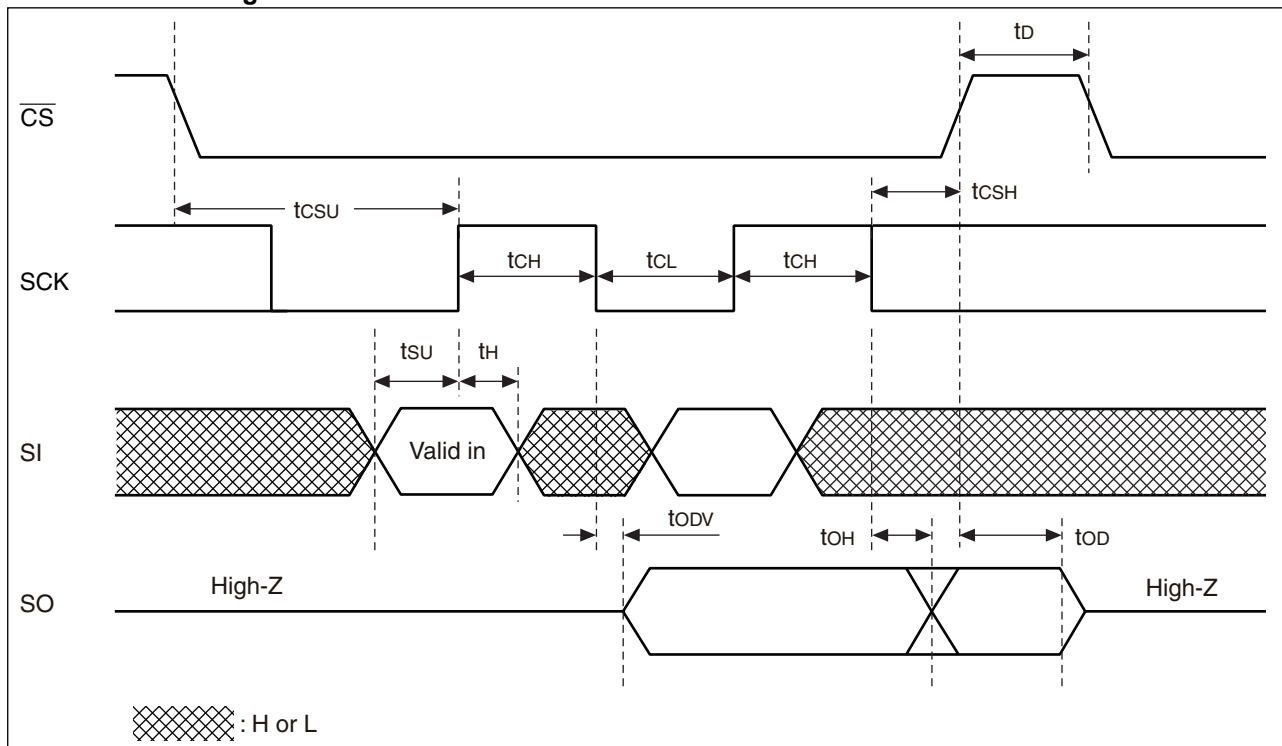 tD
CS
tCSH
tCSU
SCK
tCH
tCL
tCH
tSU
tH
SI
Valid in
tODV
tOH
tOD
SO
High-Z
High-Z
: H or L